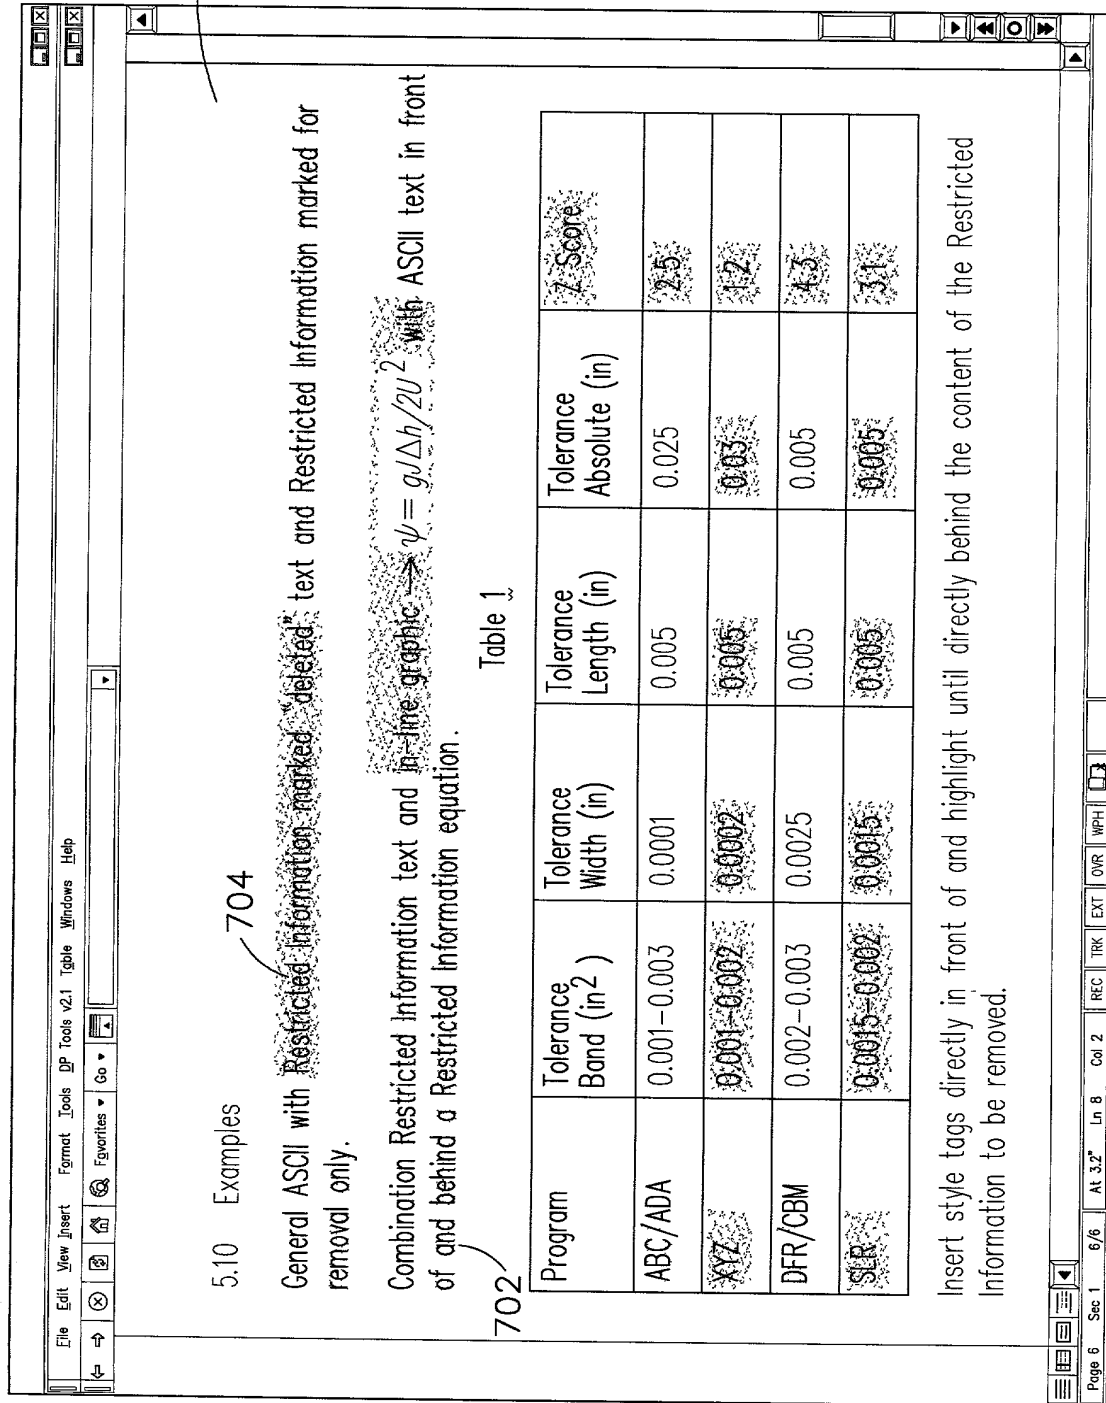 File Edit View Insert Format Tools DP Tools v2.1 Table Windows Help
Favorites Go
5.10 Examples
704
General ASCII with Restricted Information marked "deleted" text and Restricted Information marked for
removal only.
Combination Restricted Information text and in-line graphic → ψ = gJΔh/2U² with ASCII text in front
of and behind a Restricted Information equation.
702
Table 1
Program Tolerance Band (in²) Tolerance Width (in) Tolerance Length (in) Tolerance Absolute (in) Z Score
ABC/ADA 0.001-0.003 0.0001 0.005 0.025 2.5
XYZ 0.001-0.002 0.0002 0.005 0.03 1.2
DFR/CBM 0.002-0.003 0.0025 0.005 0.005 4.3
SLR 0.0015-0.002 0.0015 0.005 0.005 3.1
Insert style tags directly in front of and highlight until directly behind the content of the Restricted
Information to be removed.
Page 6 Sec 1 6/6 At 3.2" Ln 8 Col 2 REC TRK EXT OVR WPH